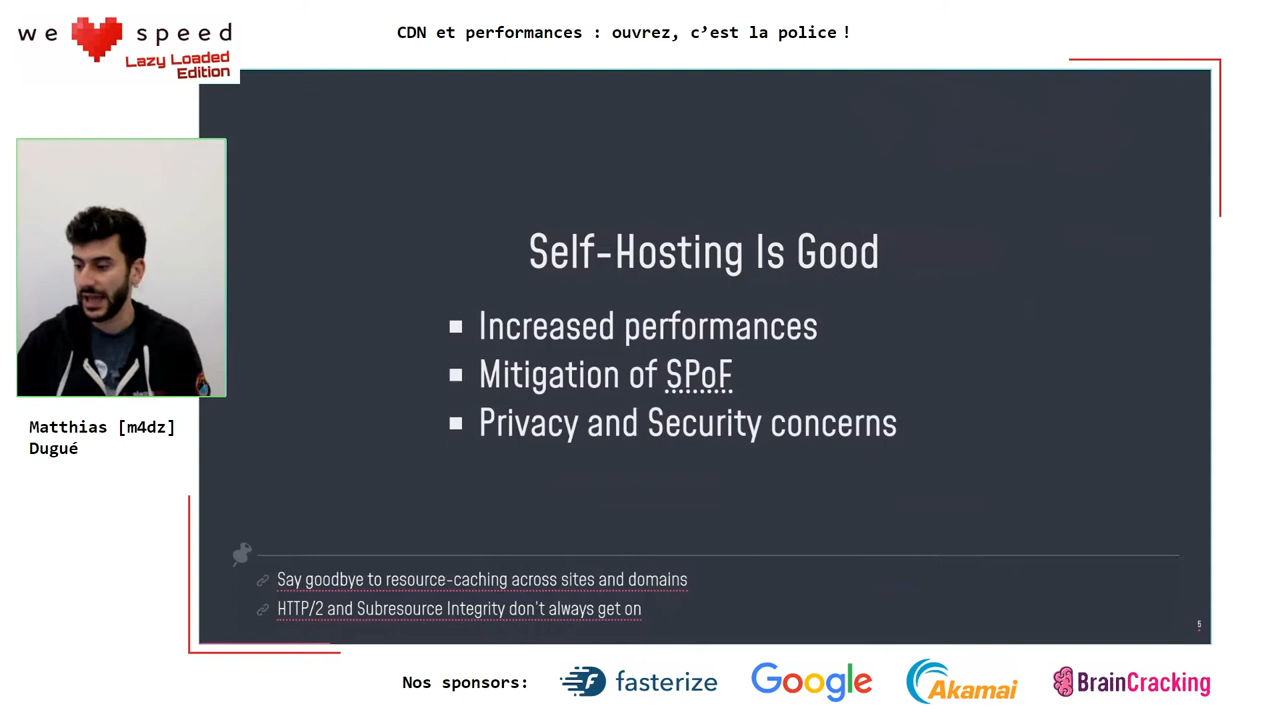 we speed
Lazy Loaded
Edition
CDN et performances : ouvrez, c’est la police !
Self-Hosting Is Good
Increased performances
Mitigation of SPoF
Privacy and Security concerns
Matthias [m4dz]
Dugué
Say goodbye to resource-caching across sites and domains
HTTP/2 and Subresource Integrity don't always get on
5
Nos sponsors: fasterize Google Akamai BrainCracking